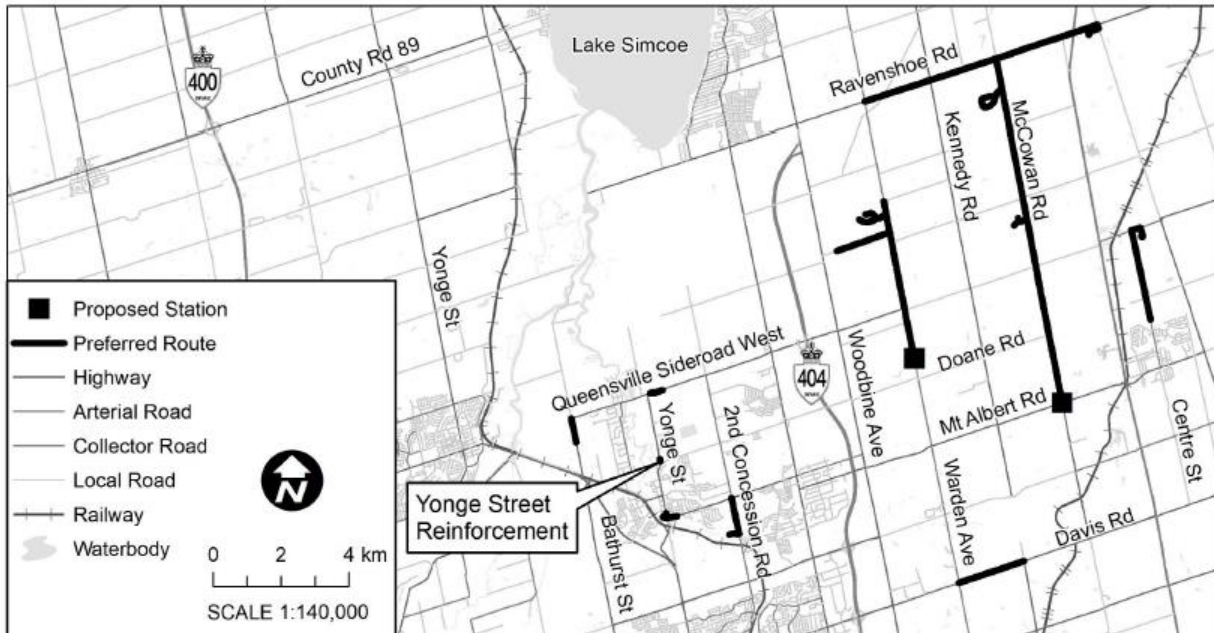 Lake Simcoe
County Rd 89
400
Ravenshoe Rd
Kennedy Rd
McCowan Rd
Yonge St
Queensville Sideroad West
404
Woodbine Ave
Doane Rd
Mt Albert Rd
Yonge St
2nd Concession Rd
Centre St
Warden Ave
Davis Rd
Bathurst St
Yonge Street
Reinforcement
Proposed Station
Preferred Route
Highway
Arterial Road
Collector Road
Local Road
Railway
Waterbody
N
0 2 4 km
SCALE 1:140,000